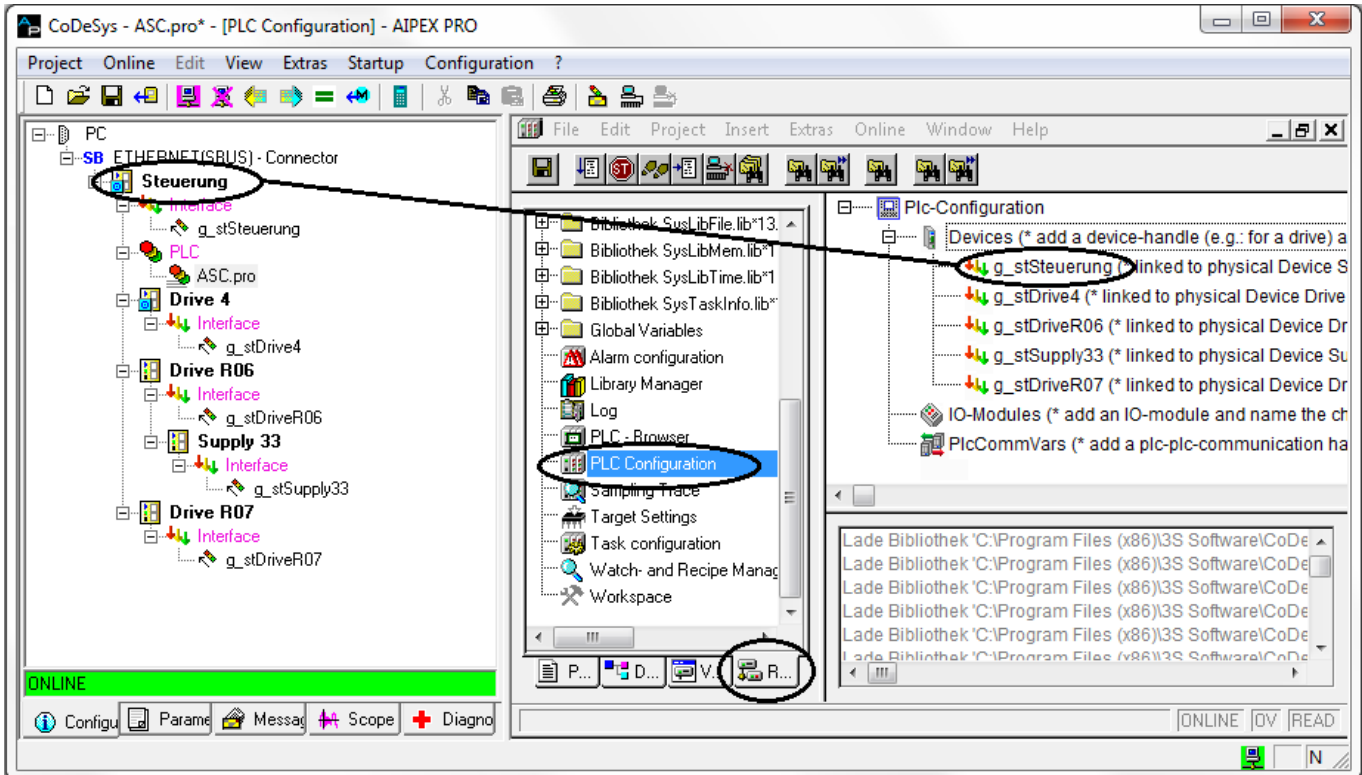 CoDeSys - ASC.pro* - [PLC Configuration] - AIPEX PRO
Project Online Edit View Extras Startup Configuration ?
PC
SB ETHERNET(SBUS) - Connector
Steuerung
Interface
g_stSteuerung
PLC
ASC.pro
Drive 4
Interface
g_stDrive4
Drive R06
Interface
g_stDriveR06
Supply 33
Interface
g_stSupply33
Drive R07
Interface
g_stDriveR07
ONLINE
Configu Parame Messag Scope Diagno
File Edit Project Insert Extras Online Window Help
ST
Bibliothek SysLibFile.lib*13.
Bibliothek SysLibMem.lib*1
Bibliothek SysLibTime.lib*1
Bibliothek SysTaskInfo.lib*
Global Variables
Alarm configuration
Library Manager
Log
PLC - Browser
PLC Configuration
Sampling Trace
Target Settings
Task configuration
Watch- and Recipe Manag
Workspace
P... D... V... R...
Plc-Configuration
Devices (* add a device-handle (e.g.: for a drive) a
g_stSteuerung (* linked to physical Device S
g_stDrive4 (* linked to physical Device Drive
g_stDriveR06 (* linked to physical Device Dr
g_stSupply33 (* linked to physical Device Su
g_stDriveR07 (* linked to physical Device Dr
IO-Modules (* add an IO-module and name the ch
PlcCommVars (* add a plc-plc-communication ha
Lade Bibliothek 'C:\Program Files (x86)\3S Software\CoDe
Lade Bibliothek 'C:\Program Files (x86)\3S Software\CoDe
Lade Bibliothek 'C:\Program Files (x86)\3S Software\CoDe
Lade Bibliothek 'C:\Program Files (x86)\3S Software\CoDe
Lade Bibliothek 'C:\Program Files (x86)\3S Software\CoDe
Lade Bibliothek 'C:\Program Files (x86)\3S Software\CoDe
ONLINE OV READ
N